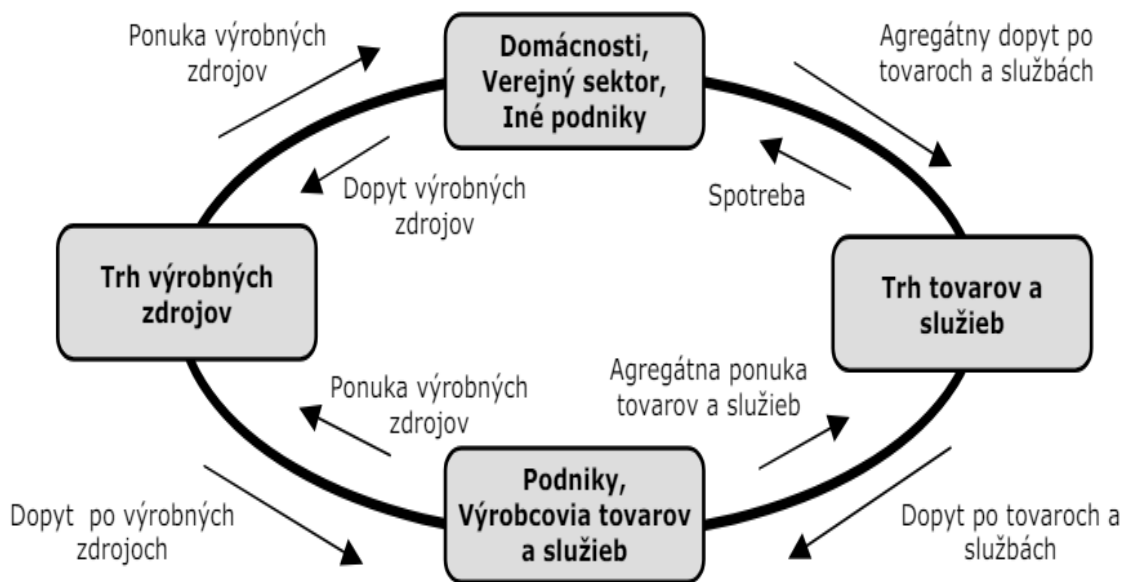 Ponuka výrobných
zdrojov
Domácnosti,
Verejný sektor,
Iné podniky
Agregátny dopyt po
tovaroch a službách
Dopyt výrobných
zdrojov
Spotreba
Trh výrobných
zdrojov
Trh tovarov a
služieb
Ponuka výrobných
zdrojov
Agregátna ponuka
tovarov a služieb
Dopyt  po výrobných
zdrojoch
Podniky,
Výrobcovia tovarov
a služieb
Dopyt po tovaroch a
službách